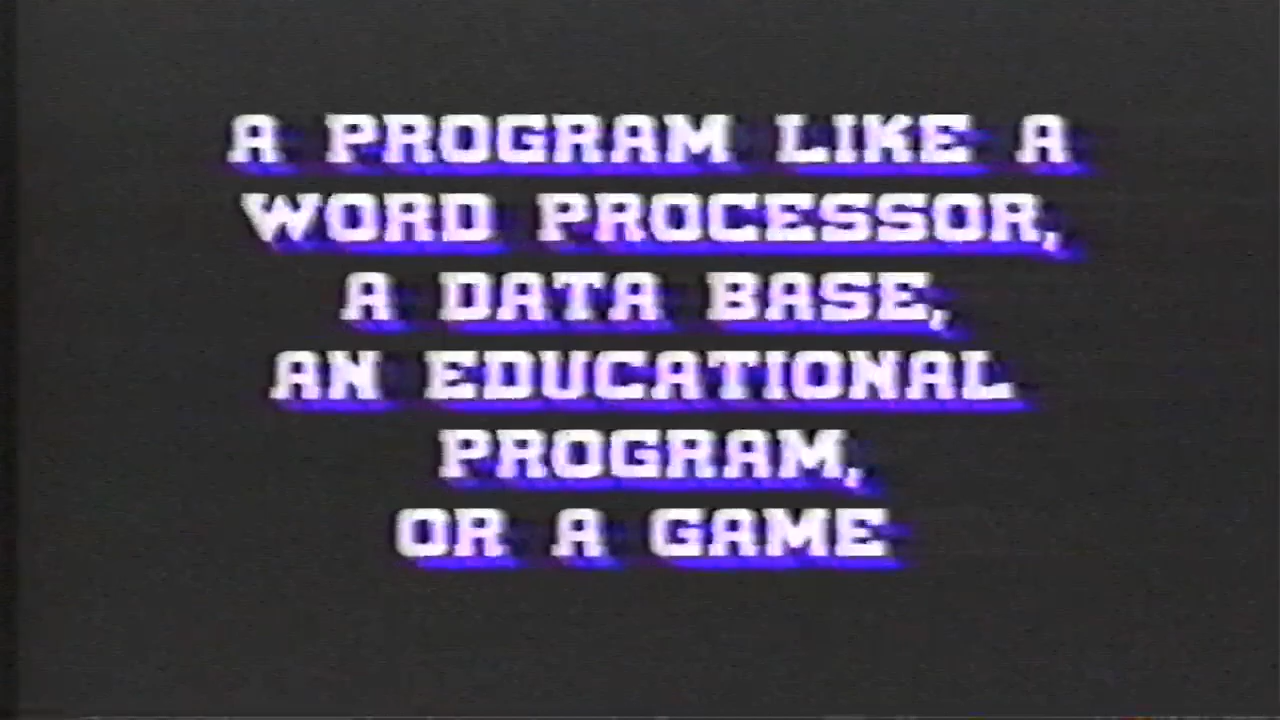 A PROGRAM LIKE A
WORD PROCESSOR,
A DATA BASE,
AN EDUCATIONAL
PROGRAM,
OR A GAME